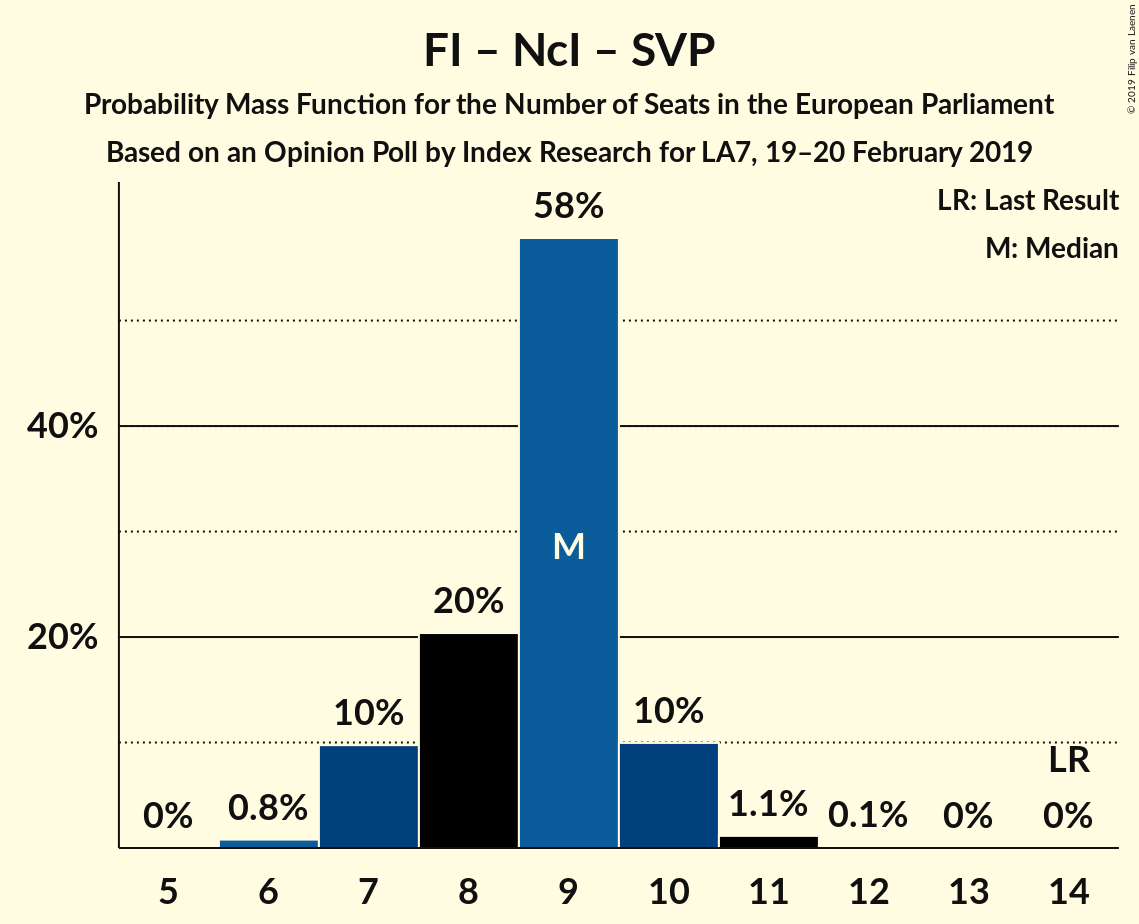 FI – NcI – SVP
Probability Mass Function for the Number of Seats in the European Parliament
Based on an Opinion Poll by Index Research for LA7, 19–20 February 2019
© 2019 Filip van Laenen
LR: Last Result
M: Median
58%
40%
M
20%
20%
10%
10%
LR
0%
0.8%
1.1%
0.1%
0%
0%
5 6 7 8 9 10 11 12 13 14